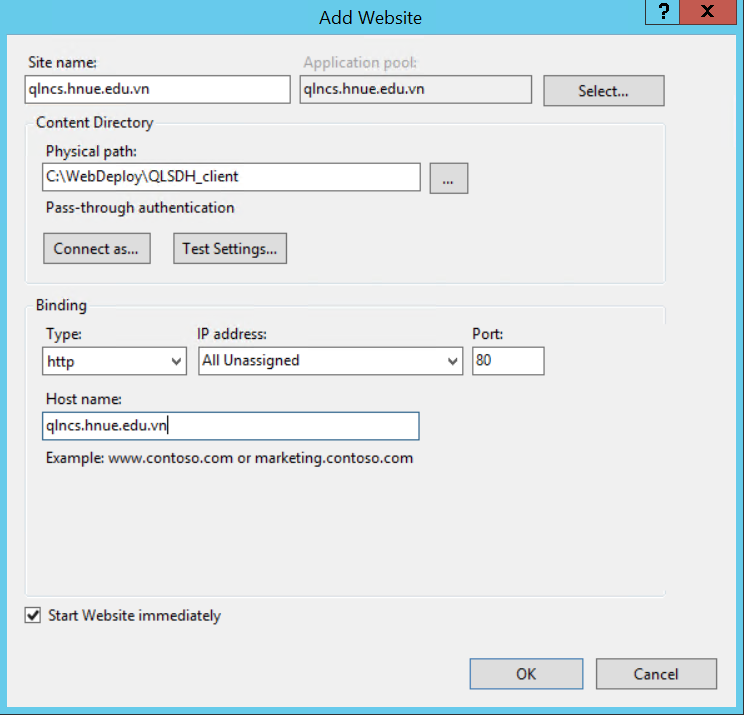 Add Website
? X
Site name:
Application pool:
qlncs.hnue.edu.vn
qlncs.hnue.edu.vn
Select...
Content Directory
Physical path:
C:\WebDeploy\QLSDH_client
...
Pass-through authentication
Connect as...
Test Settings...
Binding
Type:
IP address:
Port:
http
All Unassigned
80
Host name:
qlncs.hnue.edu.vn
Example: www.contoso.com or marketing.contoso.com
Start Website immediately
OK
Cancel